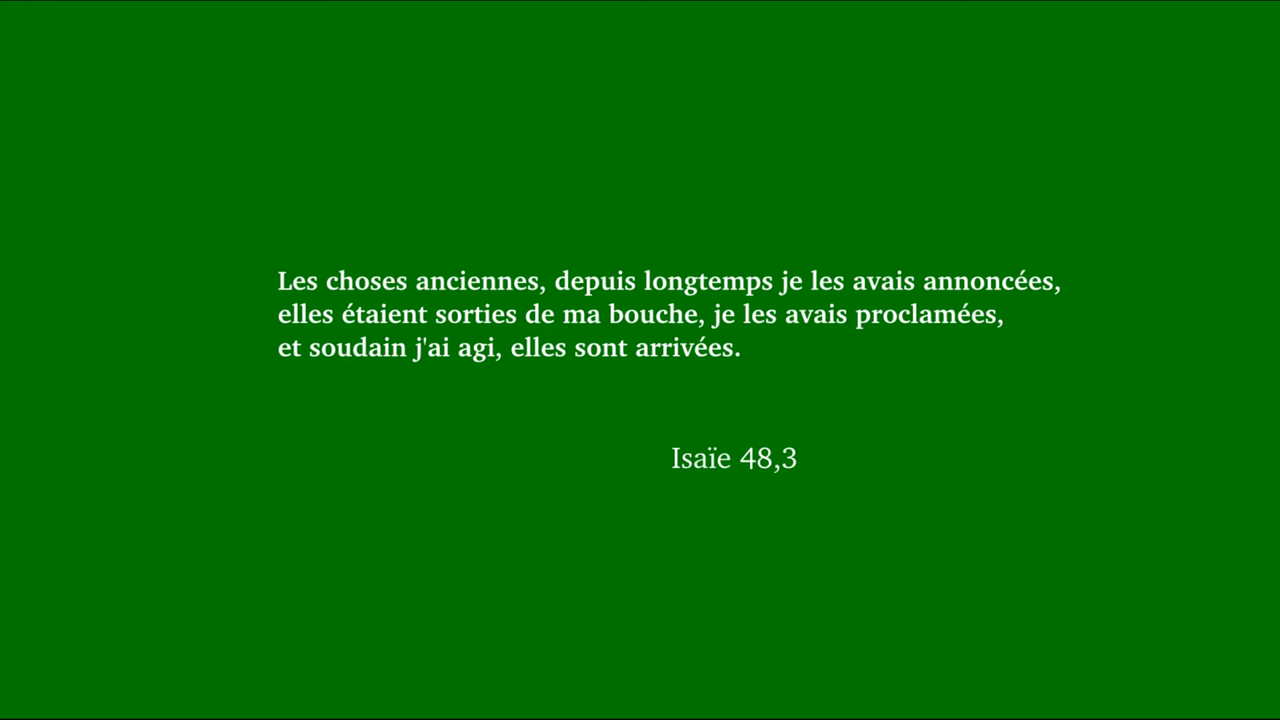 Les choses anciennes, depuis longtemps je les avais annoncées,
elles étaient sorties de ma bouche, je les avais proclamées,
et soudain j'ai agi, elles sont arrivées.
Isaïe 48,3